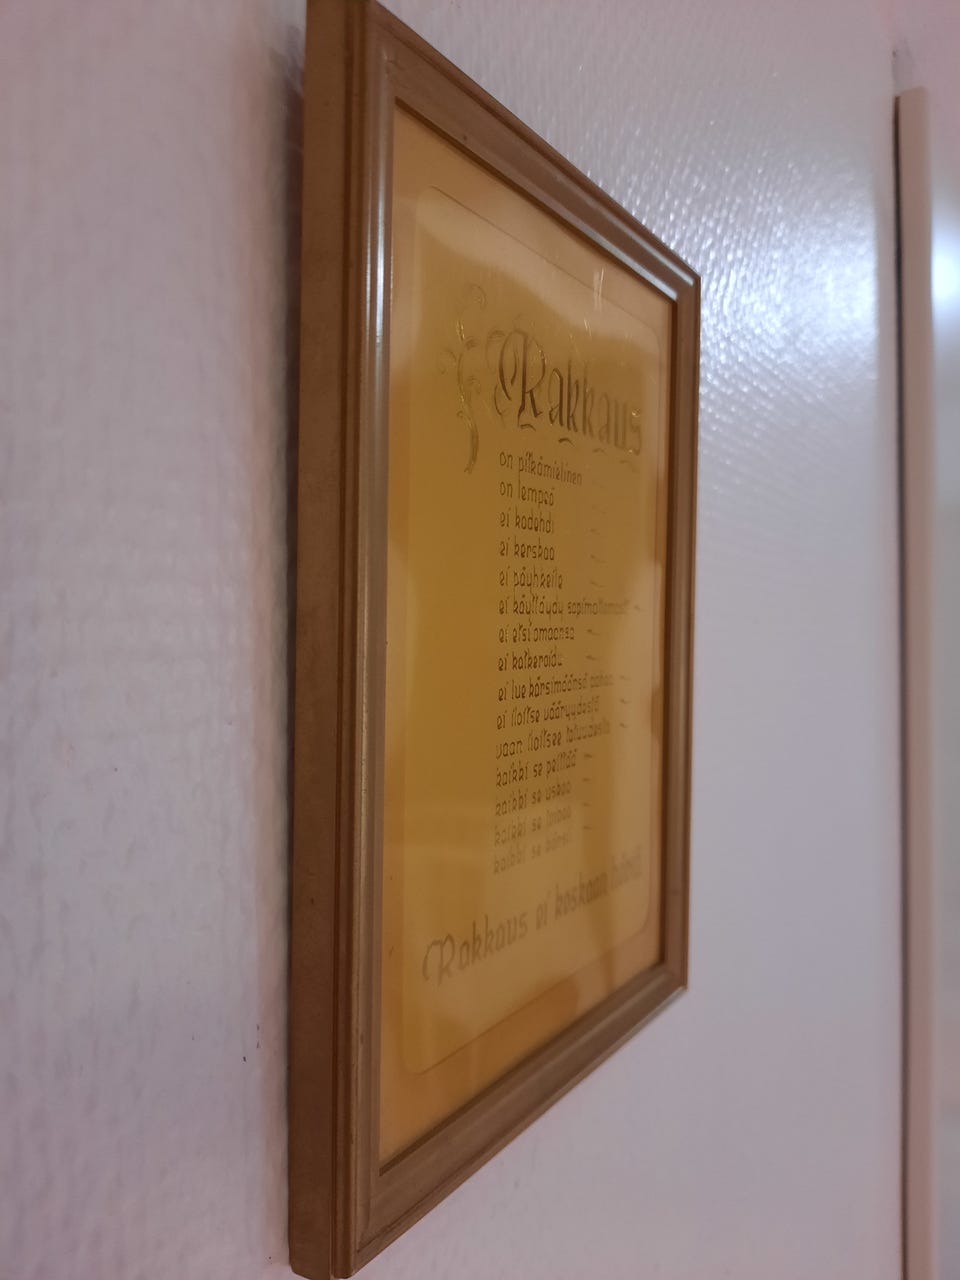 Rakkaus
on pitkämielinen
on lempeä
ei kadehdi
ei kerskaa
ei pöyhkeile
ei käyttäydy sopimattomasti
ei etsi omaansa
ei katkeroidu
ei lue kärsimäänsä pahaa
ei iloitse vääryydestä
vaan iloitsee totuudesta
kaikki se peittää
kaikki se uskoo
kaikki se toivoo
kaikki se kärsii
Rakkaus ei koskaan häviä